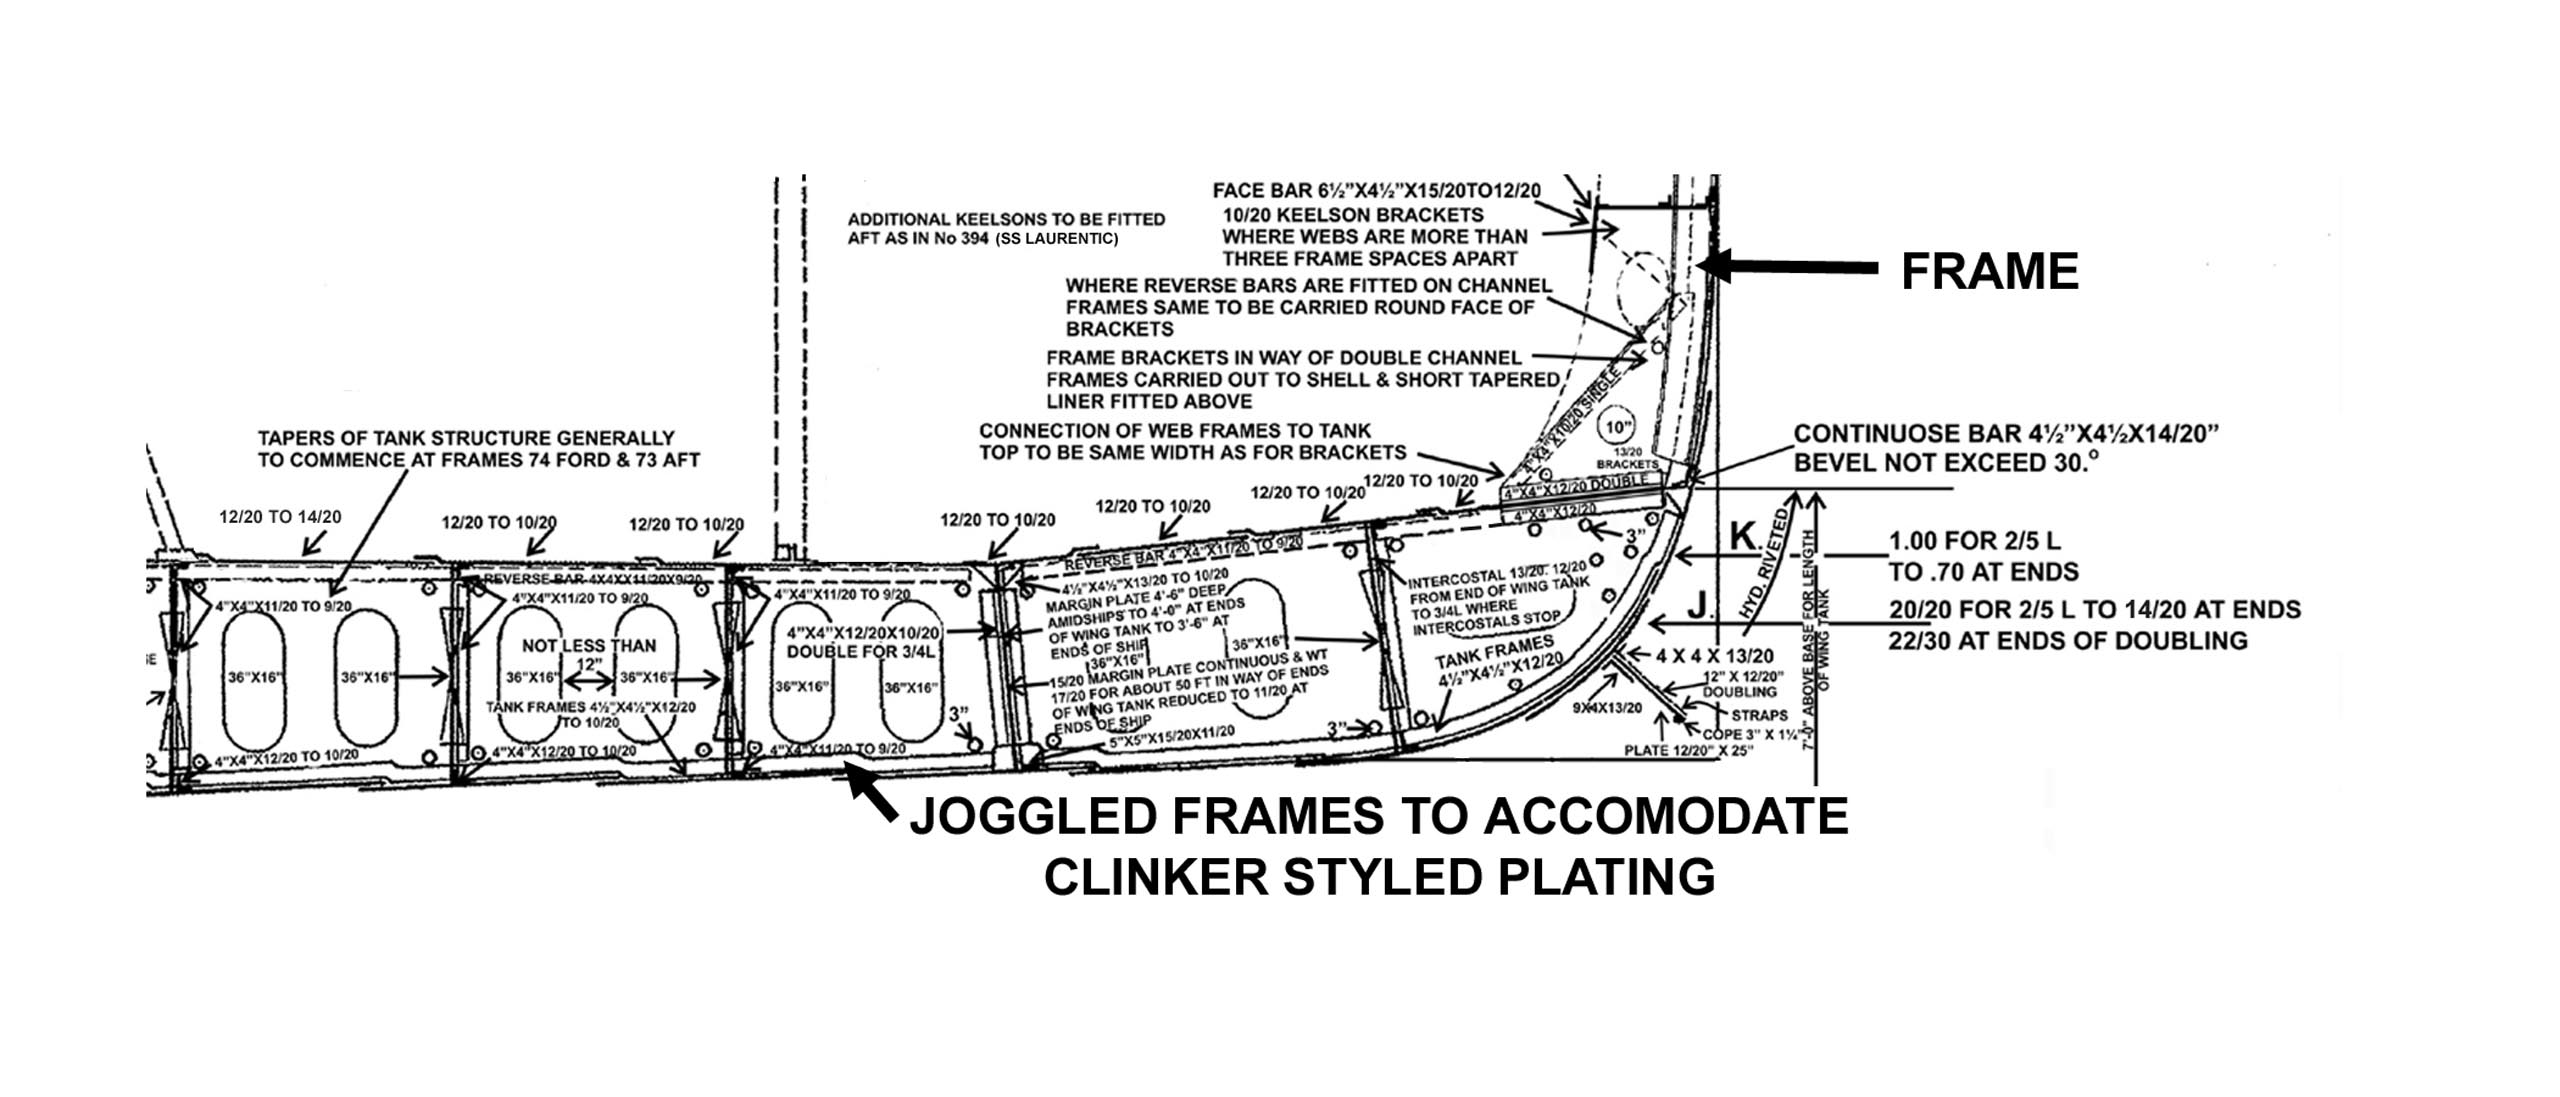 FACE BAR 6½”X4½”X15/20TO12/20
10/20 KEELSON BRACKETS
WHERE WEBS ARE MORE THAN
THREE FRAME SPACES APART
ADDITIONAL KEELSONS TO BE FITTED
AFT AS IN No 394 (SS LAURENTIC)
FRAME
WHERE REVERSE BARS ARE FITTED ON CHANNEL
FRAMES SAME TO BE CARRIED ROUND FACE OF
BRACKETS
FRAME BRACKETS IN WAY OF DOUBLE CHANNEL
FRAMES CARRIED OUT TO SHELL & SHORT TAPERED
LINER FITTED ABOVE
CONNECTION OF WEB FRAMES TO TANK
TOP TO BE SAME WIDTH AS FOR BRACKETS
4"X4"X10/20 SINGLE
10”
13/20
BRACKETS
CONTINUOSE BAR 4½”X4½X14/20”
BEVEL NOT EXCEED 30.°
TAPERS OF TANK STRUCTURE GENERALLY
TO COMMENCE AT FRAMES 74 FORD & 73 AFT
12/20 TO 14/20
12/20 TO 10/20
12/20 TO 10/20
12/20 TO 10/20
12/20 TO 10/20
12/20 TO 10/20
12/20 TO 10/20
4"X4"X12/20 DOUBLE
4"X4"X12/20
3”
K.
HYD. RIVETED
1.00 FOR 2/5 L
TO .70 AT ENDS
J.
20/20 FOR 2/5 L TO 14/20 AT ENDS
22/30 AT ENDS OF DOUBLING
7'-0" ABOVE BASE FOR LENGTH
OF WING TANK
REVERSE BAR 4X4XX11/20X9/20
REVERSE BAR 4"X4"X11/20 TO 9/20
4"X4"X11/20 TO 9/20
4"X4"X11/20 TO 9/20
4"X4"X11/20 TO 9/20
NOT LESS THAN
12”
36"X16"
36"X16"
36"X16"
36"X16"
36"X16"
36"X16"
4"X4"X12/20X10/20
DOUBLE FOR 3/4L
TANK FRAMES 4½"X4½"X12/20
TO 10/20
4"X4"X12/20 TO 10/20
4"X4"X12/20 TO 10/20
4"X4"X11/20 TO 9/20
3”
4½"X4½"X13/20 TO 10/20
MARGIN PLATE 4'-6" DEEP
AMIDSHIPS TO 4'-0" AT ENDS
OF WING TANK TO 3'-6" AT
ENDS OF SHIP
36"X16"
36"X16"
15/20 MARGIN PLATE CONTINUOUS & WT
17/20 FOR ABOUT 50 FT IN WAY OF ENDS
OF WING TANK REDUCED TO 11/20 AT
ENDS OF SHIP
5"X5"X15/20X11/20
3”
INTERCOSTAL 13/20. 12/20
FROM END OF WING TANK
TO 3/4L WHERE
INTERCOSTALS STOP
TANK FRAMES
4½"X4½"X12/20
4 X 4 X 13/20
12" X 12/20"
DOUBLING
STRAPS
9X4X13/20
COPE 3" X 1¼"
PLATE 12/20" X 25"
JOGGLED FRAMES TO ACCOMODATE
CLINKER STYLED PLATING